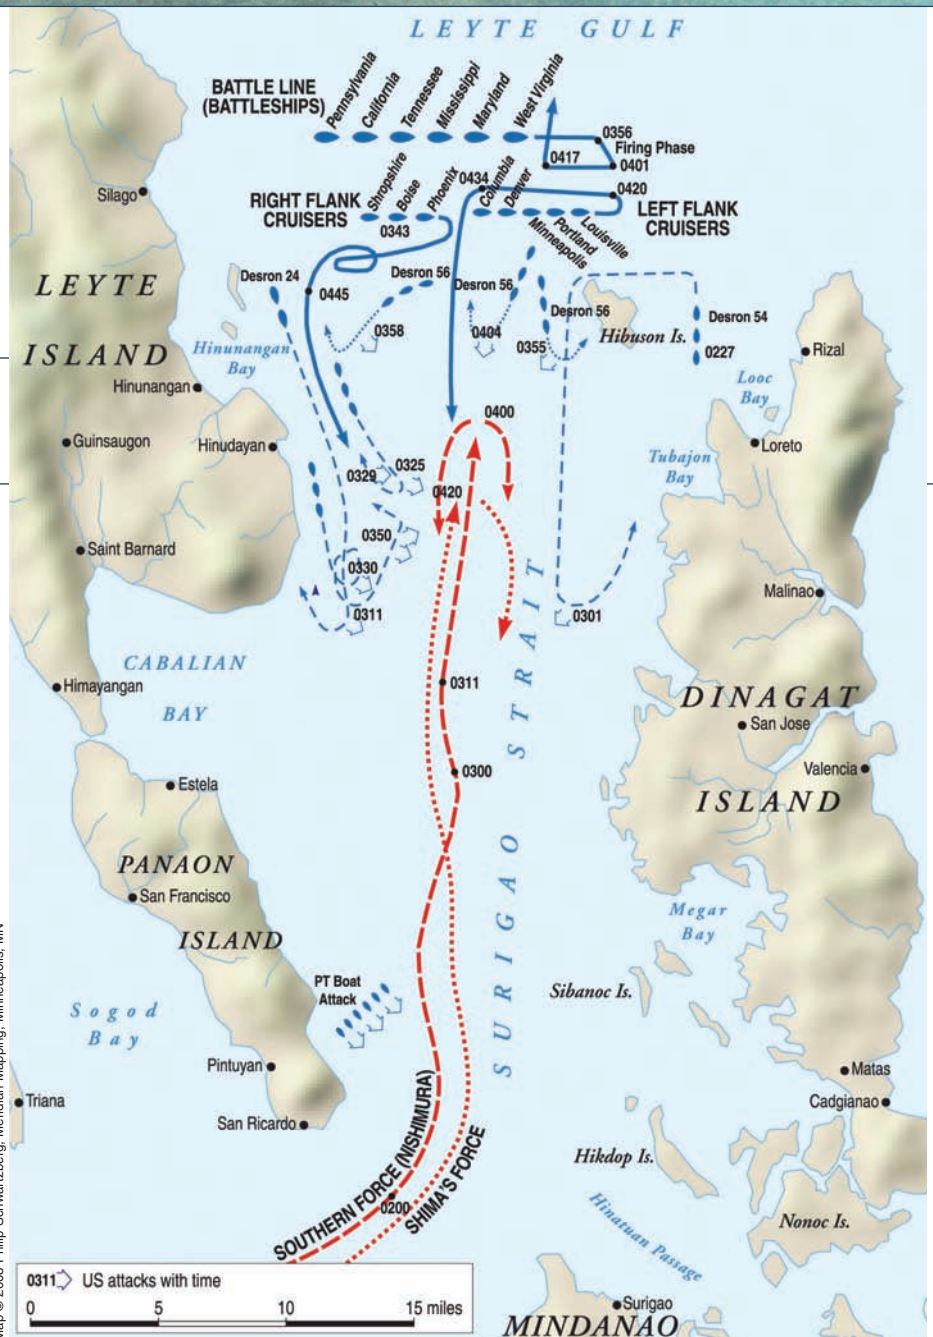 LEYTE GULF
BATTLE LINE
(BATTLESHIPS)
Pennsylvania
California
Tennessee
Mississippi
Maryland
West Virginia
0356
Firing Phase
0417
0401
Silago
RIGHT FLANK
CRUISERS
Shropshire
Boise
Phoenix
0343
0434
Columbia
Denver
Minneapolis
Portland
Louisville
0420
LEFT FLANK
CRUISERS
LEYTE
ISLAND
Desron 24
0445
Desron 56
0358
Desron 56
0404
Desron 56
0355
Hibuson Is.
Desron 54
0227
Rizal
Hinunangan
Bay
Hinunangan
Looc
Bay
Guinsaugon
Hinudayan
Loreto
Tubajon
Bay
0400
0329
0325
0420
0350
Saint Barnard
0330
0311
0301
Malinao
CABALIAN
BAY
Himayangan
0311
DINAGAT
ISLAND
San Jose
0300
Valencia
Estela
PANAON
ISLAND
San Francisco
SURIGAO STRAIT
Megar
Bay
PT Boat
Attack
Sibanoc Is.
Sogod
Bay
Pintuyan
Matas
Triana
Cadgianao
San Ricardo
Hikdop Is.
SOUTHERN FORCE (NISHIMURA)
SHIMA'S FORCE
0200
Hinatuan Passage
Nonoc Is.
0311 US attacks with time
0 5 10 15 miles
Surigao
MINDANAO
Philip Schwartzberg, Meridian Mapping, Minneapolis, MN